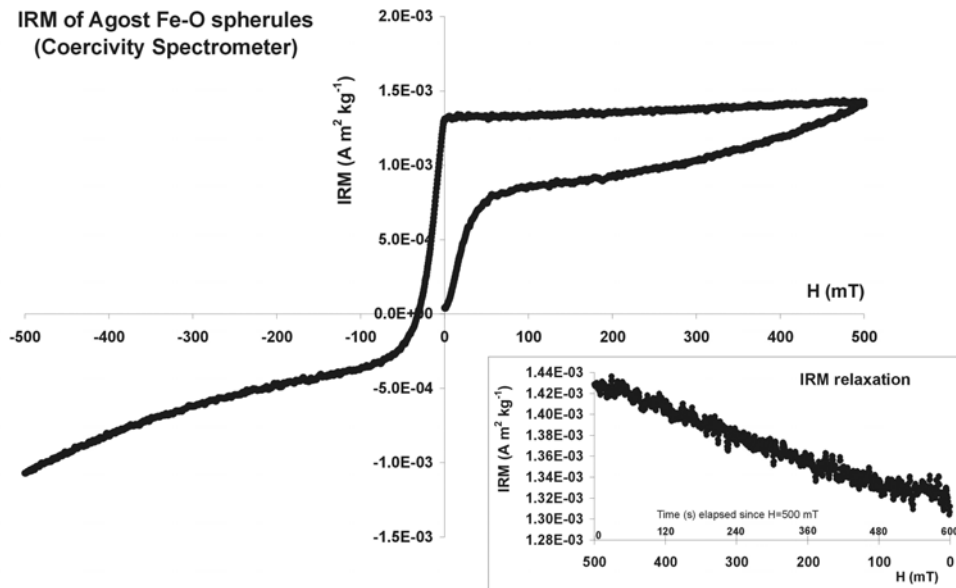 IRM of Agost Fe-O spherules
(Coercivity Spectrometer)
IRM (A m² kg⁻¹)
2.0E-03
1.5E-03
1.0E-03
5.0E-04
0.0E+00
-5.0E-04
-1.0E-03
-1.5E-03
H (mT)
-500 -400 -300 -200 -100 0 100 200 300 400 500
IRM relaxation
IRM (A m² kg⁻¹)
1.44E-03
1.42E-03
1.40E-03
1.38E-03
1.36E-03
1.34E-03
1.32E-03
1.30E-03
1.28E-03
Time (s) elapsed since H=500 mT
0 120 240 360 480 600
500 400 300 200 100 0
H (mT)